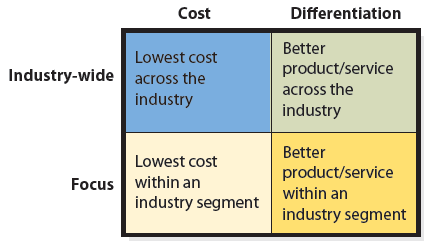 Cost Differentiation
Industry-wide
Lowest cost
across the
industry
Better
product/service
across the
industry
Focus
Lowest cost
within an
industry segment
Better
product/service
within an
industry segment